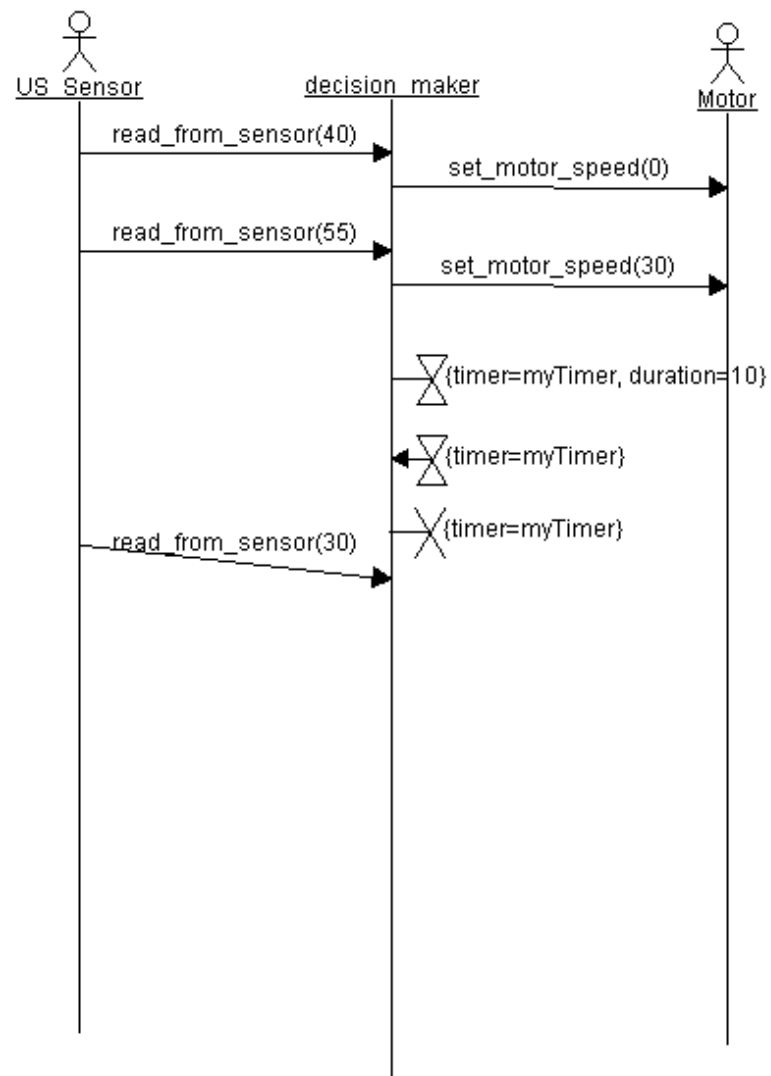 US_Sensor
decision_maker
Motor
read_from_sensor(40)
set_motor_speed(0)
read_from_sensor(55)
set_motor_speed(30)
{timer=myTimer, duration=10}
{timer=myTimer}
{timer=myTimer}
read_from_sensor(30)